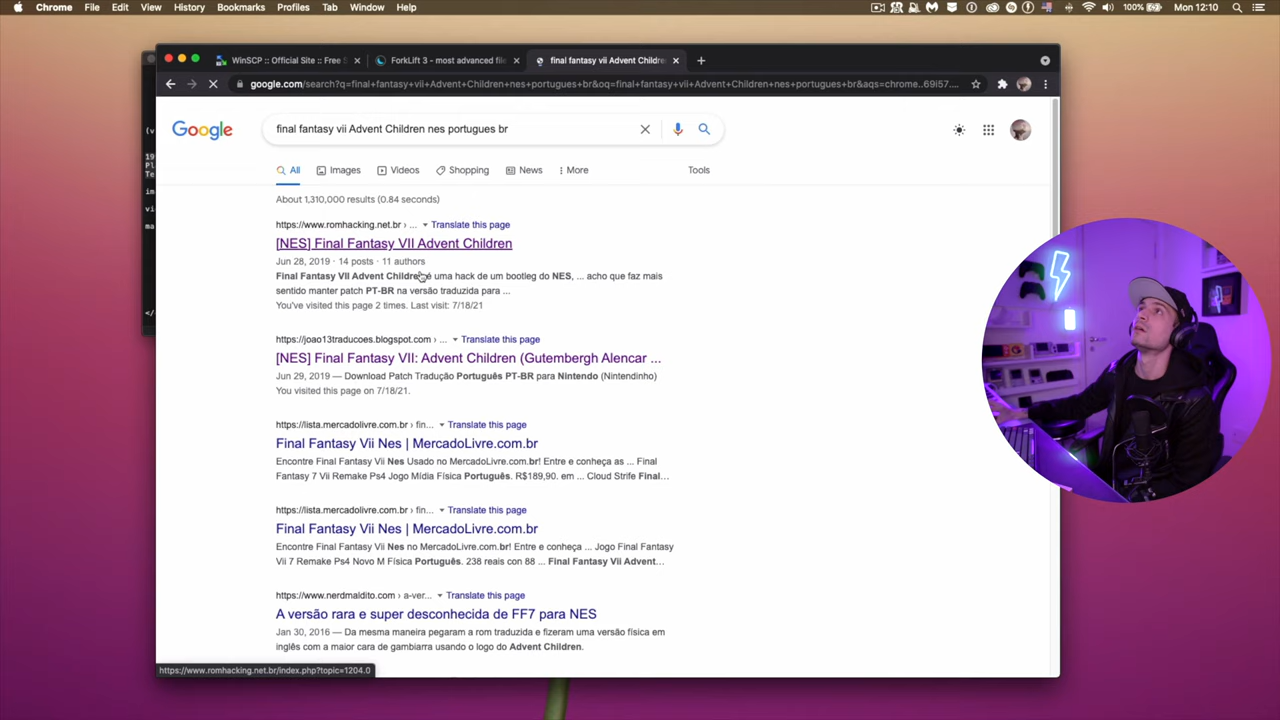 Chrome File Edit View History Bookmarks Profiles Tab Window Help 100% Mon 12:10
WinSCP :: Official Site :: Free S
ForkLift 3 - most advanced file
final fantasy vii Advent Childre
google.com/search?q=final+fantasy+vii+Advent+Children+nes+portugues+br&oq=final+fantasy+vii+Advent+Children+nes+portugues+br&aqs=chrome..69i57....
Google
final fantasy vii Advent Children nes portugues br
All Images Videos Shopping News More Tools
About 1,310,000 results (0.84 seconds)
https://www.romhacking.net.br › ... Translate this page
[NES] Final Fantasy VII Advent Children
Jun 28, 2019 · 14 posts · 11 authors
Final Fantasy VII Advent Children é uma hack de um bootleg do NES, ... acho que faz mais
sentido manter patch PT-BR na versão traduzida para ...
You've visited this page 2 times. Last visit: 7/18/21
https://joao13traducoes.blogspot.com › ... Translate this page
[NES] Final Fantasy VII: Advent Children (Gutembergh Alencar ...
Jun 29, 2019 — Download Patch Tradução Português PT-BR para Nintendo (Nintendinho)
You visited this page on 7/18/21.
https://lista.mercadolivre.com.br › fin... Translate this page
Final Fantasy Vii Nes | MercadoLivre.com.br
Encontre Final Fantasy Vii Nes Usado no MercadoLivre.com.br! Entre e conheça as ... Final
Fantasy 7 Vii Remake Ps4 Jogo Mídia Física Português. R$189,90. em ... Cloud Strife Final...
https://lista.mercadolivre.com.br › fin... Translate this page
Final Fantasy Vii Nes | MercadoLivre.com.br
Encontre Final Fantasy Vii Nes no MercadoLivre.com.br! Entre e conheça ... Jogo Final Fantasy
Vii 7 Remake Ps4 Novo M Física Português. 238 reais con 88 ... Final Fantasy Vii Advent...
https://www.nerdmaldito.com › a-ver... Translate this page
A versão rara e super desconhecida de FF7 para NES
Jan 30, 2016 — Da mesma maneira pegaram a rom traduzida e fizeram uma versão física em
inglês com a maior cara de gambiarra usando o logo do Advent Children.
https://www.romhacking.net.br/index.php?topic=1204.0